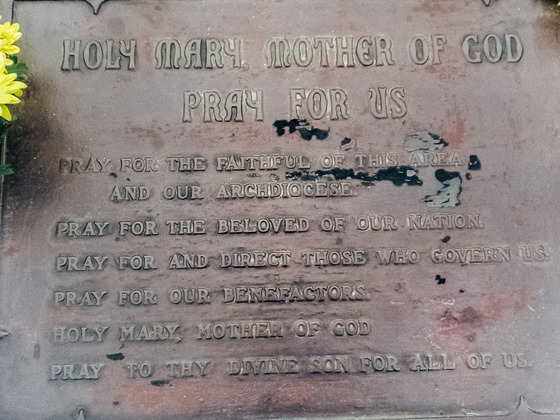 HOLY MARY, MOTHER OF GOD
PRAY FOR US
PRAY FOR THE FAITHFUL OF THIS AREA
AND OUR ARCHDIOCESE.
PRAY FOR THE BELOVED OF OUR NATION.
PRAY FOR AND DIRECT THOSE WHO GOVERN US.
PRAY FOR OUR BENEFACTORS.
HOLY MARY, MOTHER OF GOD
PRAY TO THY DIVINE SON FOR ALL OF US.